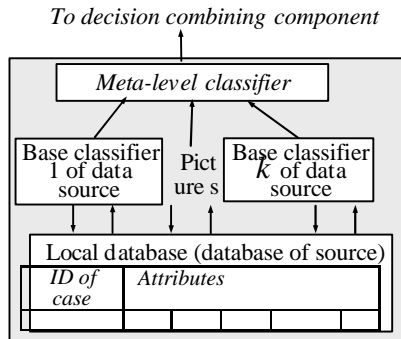 To decision combining component
Meta-level classifier
Base classifier
1 of data
source
Pict
ure s
Base classifier
k of data
source
Local database (database of source)
ID of
case
Attributes